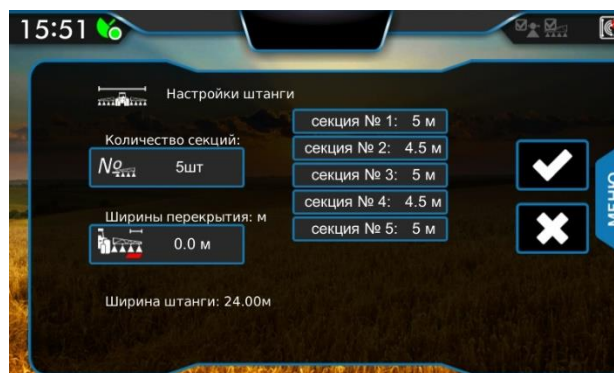 15:51
Настройки штанги
Количество секций:
№ 5шт
Ширины перекрытия: м
0.0 м
Ширина штанги: 24.00м
секция № 1: 5 м
секция № 2: 4.5 м
секция № 3: 5 м
секция № 4: 4.5 м
секция № 5: 5 м
МЕНЮ